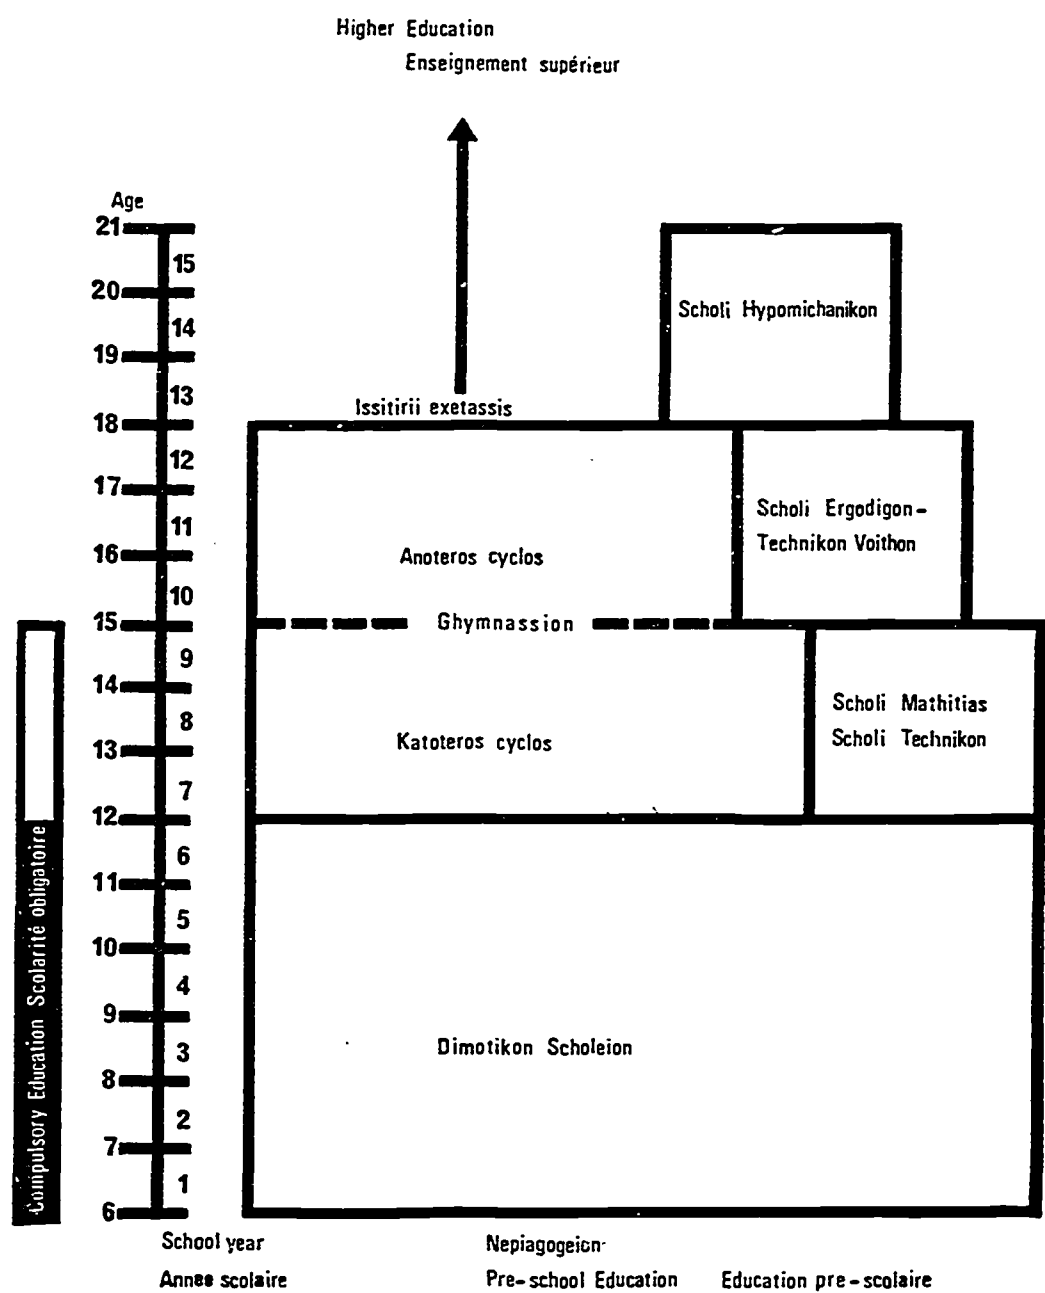 Higher Education
Enseignement supérieur
Age
21
15
20
Scholi Hypomichanikon
14
19
13
Issitirii exetassis
18
12
17
Scholi Ergodigon-
11
Technikon Voithon
16
Anoteros cyclos
10
15
Ghymnassion
9
14
Scholi Mathitias
8
Scholi Technikon
13
Katoteros cyclos
7
12
6
11
5
10
4
9
Dimotikon Scholeion
3
8
2
7
1
6
Compulsory Education Scolarité obligatoire
School year
Nepiagogeion
Annee scolaire
Pre-school Education
Education pre-scolaire